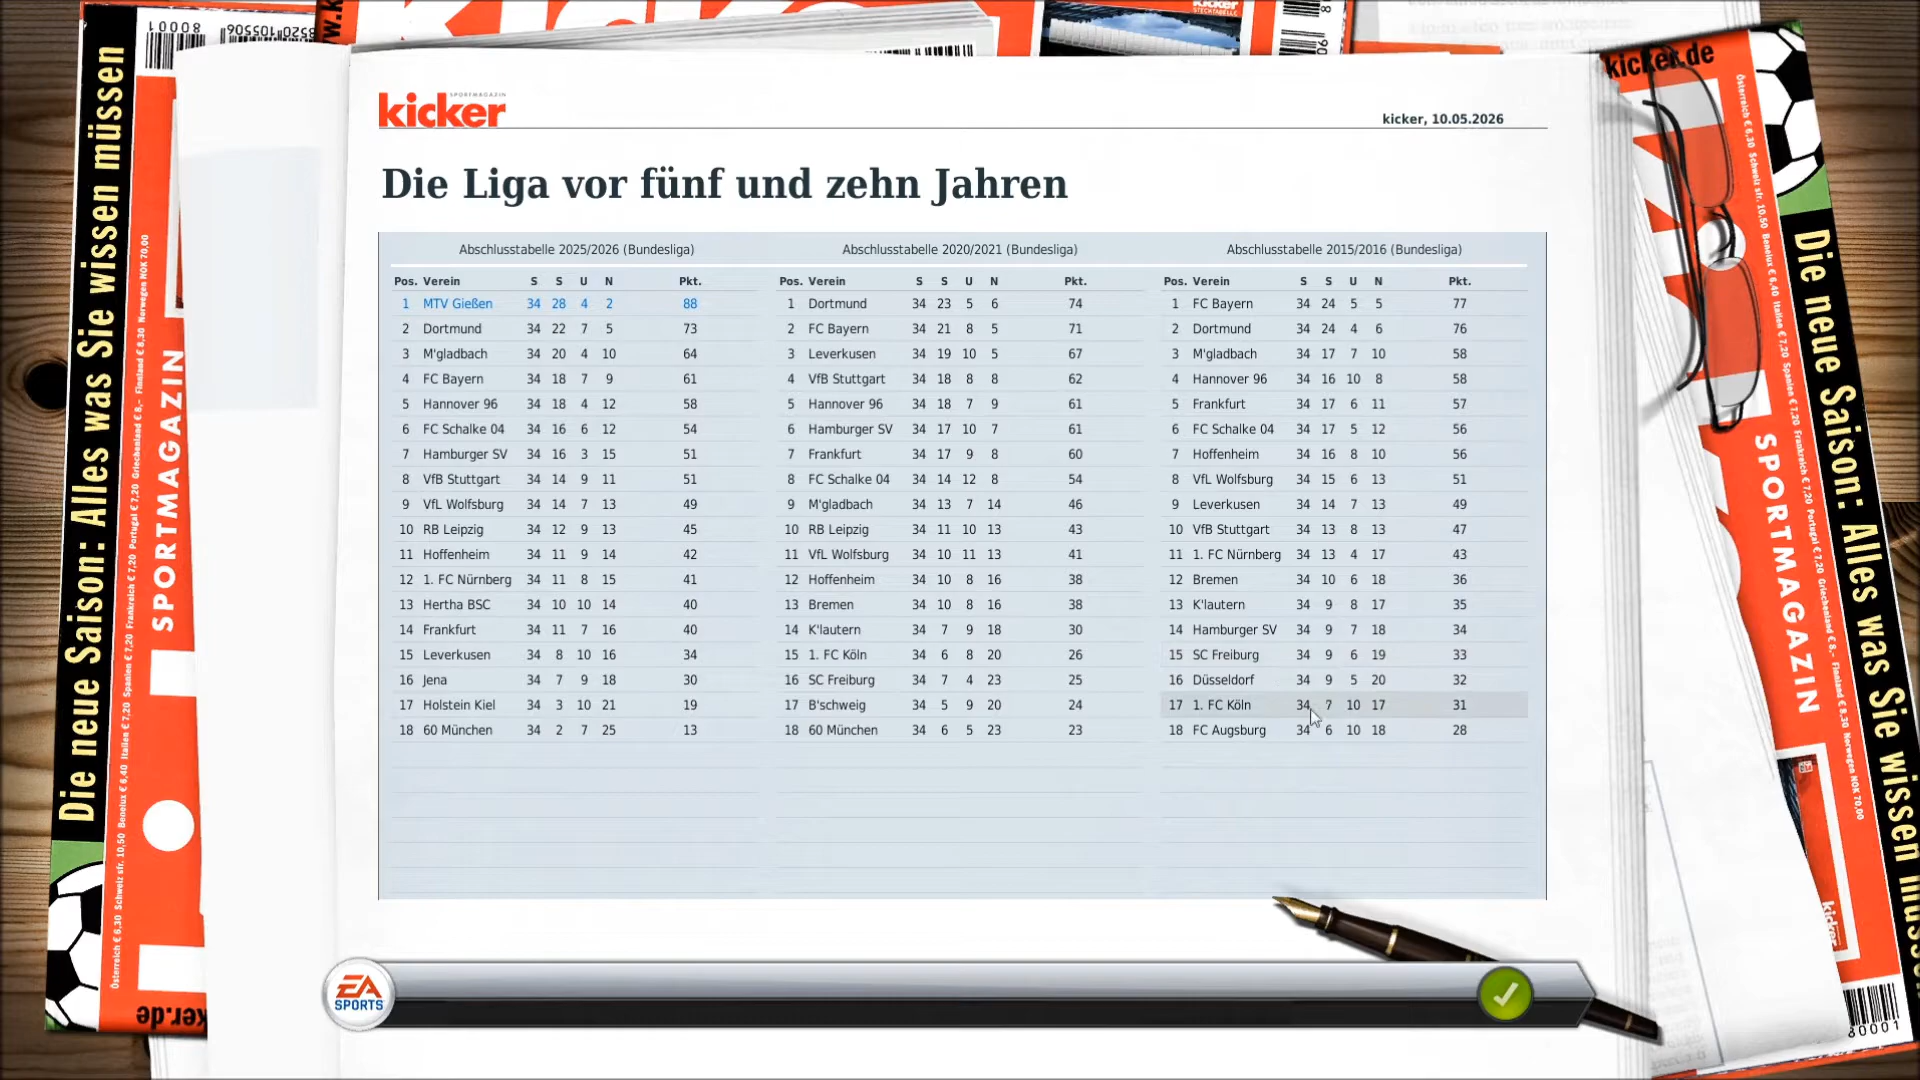 kicker
SPORTMAGAZIN
kicker, 10.05.2026
Die Liga vor fünf und zehn Jahren
Abschlusstabelle 2025/2026 (Bundesliga)
Pos. Verein S S U N Pkt.
1 MTV Gießen 34 28 4 2 88
2 Dortmund 34 22 7 5 73
3 M'gladbach 34 20 4 10 64
4 FC Bayern 34 18 7 9 61
5 Hannover 96 34 18 4 12 58
6 FC Schalke 04 34 16 6 12 54
7 Hamburger SV 34 16 3 15 51
8 VfB Stuttgart 34 14 9 11 51
9 VfL Wolfsburg 34 14 7 13 49
10 RB Leipzig 34 12 9 13 45
11 Hoffenheim 34 11 9 14 42
12 1. FC Nürnberg 34 11 8 15 41
13 Hertha BSC 34 10 10 14 40
14 Frankfurt 34 11 7 16 40
15 Leverkusen 34 8 10 16 34
16 Jena 34 7 9 18 30
17 Holstein Kiel 34 3 10 21 19
18 60 München 34 2 7 25 13
Abschlusstabelle 2020/2021 (Bundesliga)
Pos. Verein S S U N Pkt.
1 Dortmund 34 23 5 6 74
2 FC Bayern 34 21 8 5 71
3 Leverkusen 34 19 10 5 67
4 VfB Stuttgart 34 18 8 8 62
5 Hannover 96 34 18 7 9 61
6 Hamburger SV 34 17 10 7 61
7 Frankfurt 34 17 9 8 60
8 FC Schalke 04 34 14 12 8 54
9 M'gladbach 34 13 7 14 46
10 RB Leipzig 34 11 10 13 43
11 VfL Wolfsburg 34 10 11 13 41
12 Hoffenheim 34 10 8 16 38
13 Bremen 34 10 8 16 38
14 K'lautern 34 7 9 18 30
15 1. FC Köln 34 6 8 20 26
16 SC Freiburg 34 7 4 23 25
17 B'schweig 34 5 9 20 24
18 60 München 34 6 5 23 23
Abschlusstabelle 2015/2016 (Bundesliga)
Pos. Verein S S U N Pkt.
1 FC Bayern 34 24 5 5 77
2 Dortmund 34 24 4 6 76
3 M'gladbach 34 17 7 10 58
4 Hannover 96 34 16 10 8 58
5 Frankfurt 34 17 6 11 57
6 FC Schalke 04 34 17 5 12 56
7 Hoffenheim 34 16 8 10 56
8 VfL Wolfsburg 34 15 6 13 51
9 Leverkusen 34 14 7 13 49
10 VfB Stuttgart 34 13 8 13 47
11 1. FC Nürnberg 34 13 4 17 43
12 Bremen 34 10 6 18 36
13 K'lautern 34 9 8 17 35
14 Hamburger SV 34 9 7 18 34
15 SC Freiburg 34 9 6 19 33
16 Düsseldorf 34 9 5 20 32
17 1. FC Köln 34 7 10 17 31
18 FC Augsburg 34 6 10 18 28
EA
SPORTS
Die neue Saison: Alles was Sie wissen müssen
SPORTMAGAZIN
80001
kicker.de
Die neue Saison: Alles was Sie wissen müssen
SPORTMAGAZIN
kicker
80001